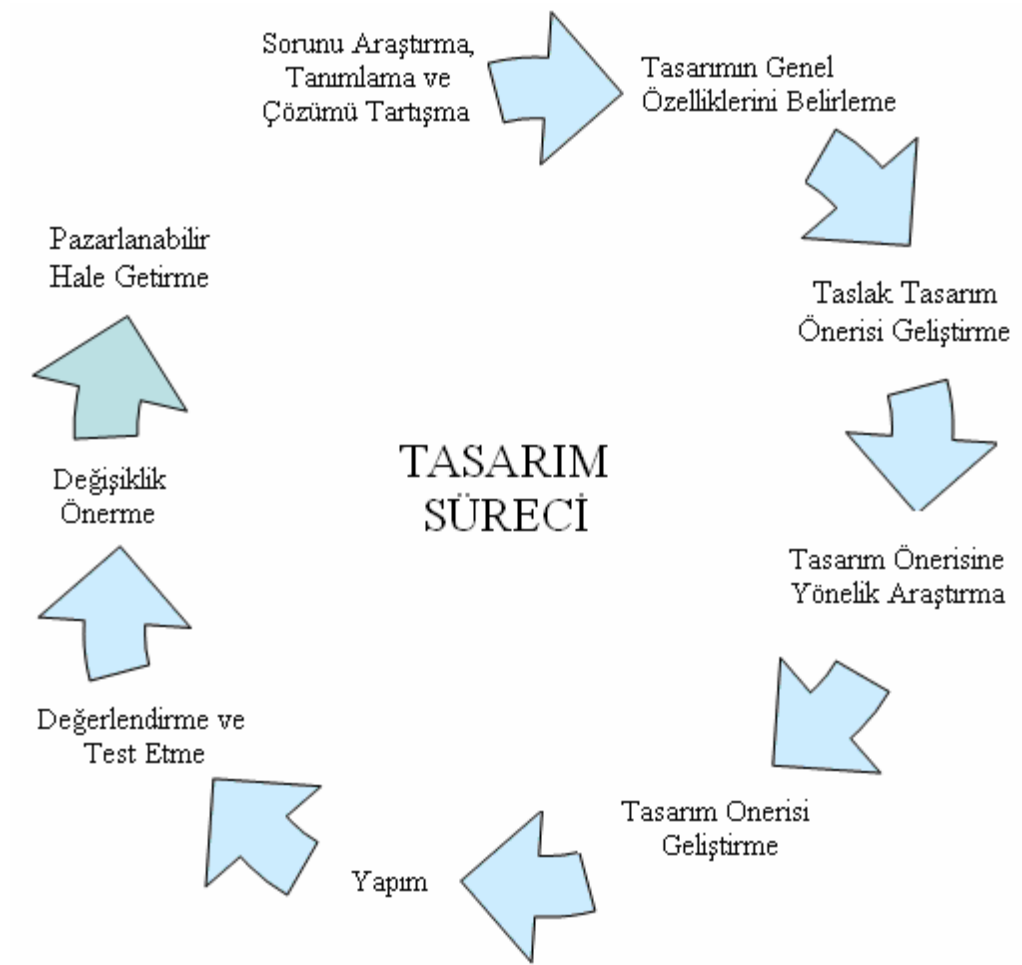 Sorunu Araştırma,
Tanımlama ve
Çözümü Tartışma
Tasarımın Genel
Özelliklerini Belirleme
Taslak Tasarım
Önerisi Geliştirme
Tasarım Önerisine
Yönelik Araştırma
Tasarım Onerisi
Geliştirme
Yapım
Değerlendirme ve
Test Etme
Değişiklik
Önerme
Pazarlanabilir
Hale Getirme
TASARIM
SÜRECİ